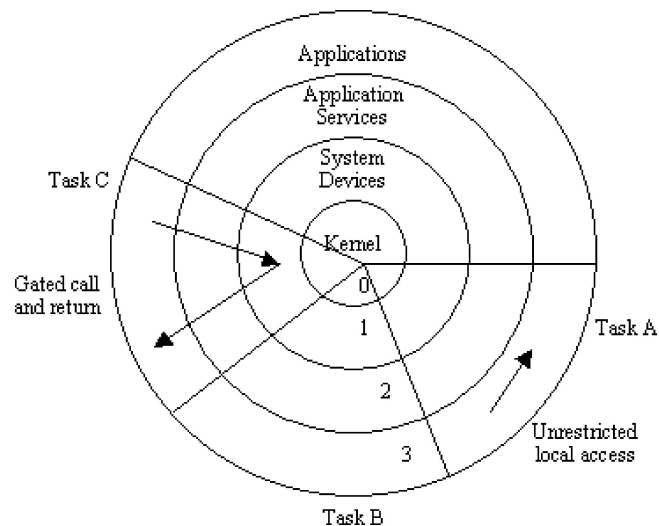 Applications
Application
Services
System
Devices
Task C
Kernel
Gated call
and return
0
1
Task A
2
Unrestricted
local access
3
Task B